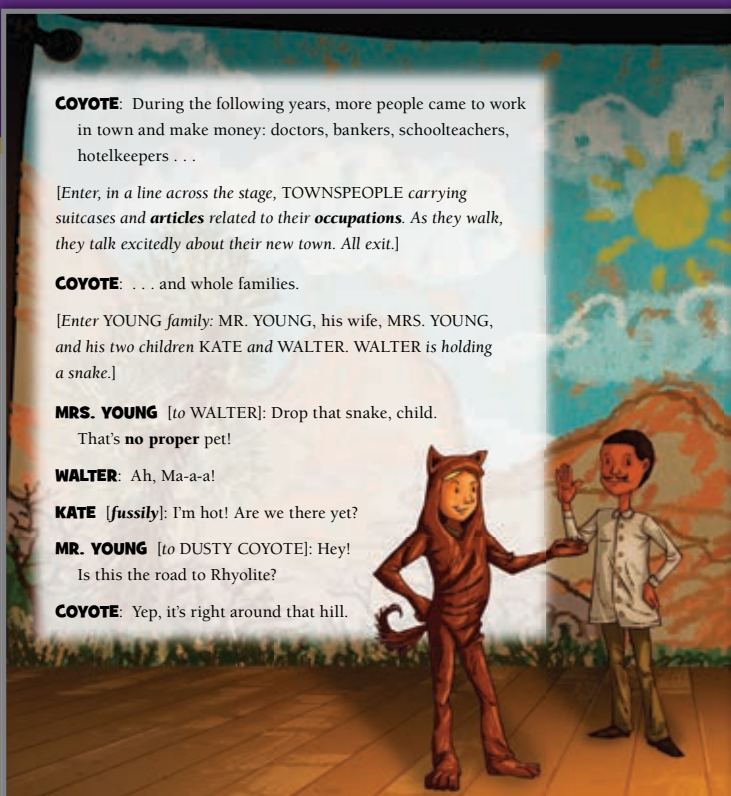 COYOTE: During the following years, more people came to work
in town and make money: doctors, bankers, schoolteachers,
hotelkeepers . . .
[Enter, in a line across the stage, TOWNSPEOPLE carrying
suitcases and articles related to their occupations. As they walk,
they talk excitedly about their new town. All exit.]
COYOTE: . . . and whole families.
[Enter YOUNG family: MR. YOUNG, his wife, MRS. YOUNG,
and his two children KATE and WALTER. WALTER is holding
a snake.]
MRS. YOUNG [to WALTER]: Drop that snake, child.
That's no proper pet!
WALTER: Ah, Ma-a-a!
KATE [fussily]: I'm hot! Are we there yet?
MR. YOUNG [to DUSTY COYOTE]: Hey!
Is this the road to Rhyolite?
COYOTE: Yep, it's right around that hill.